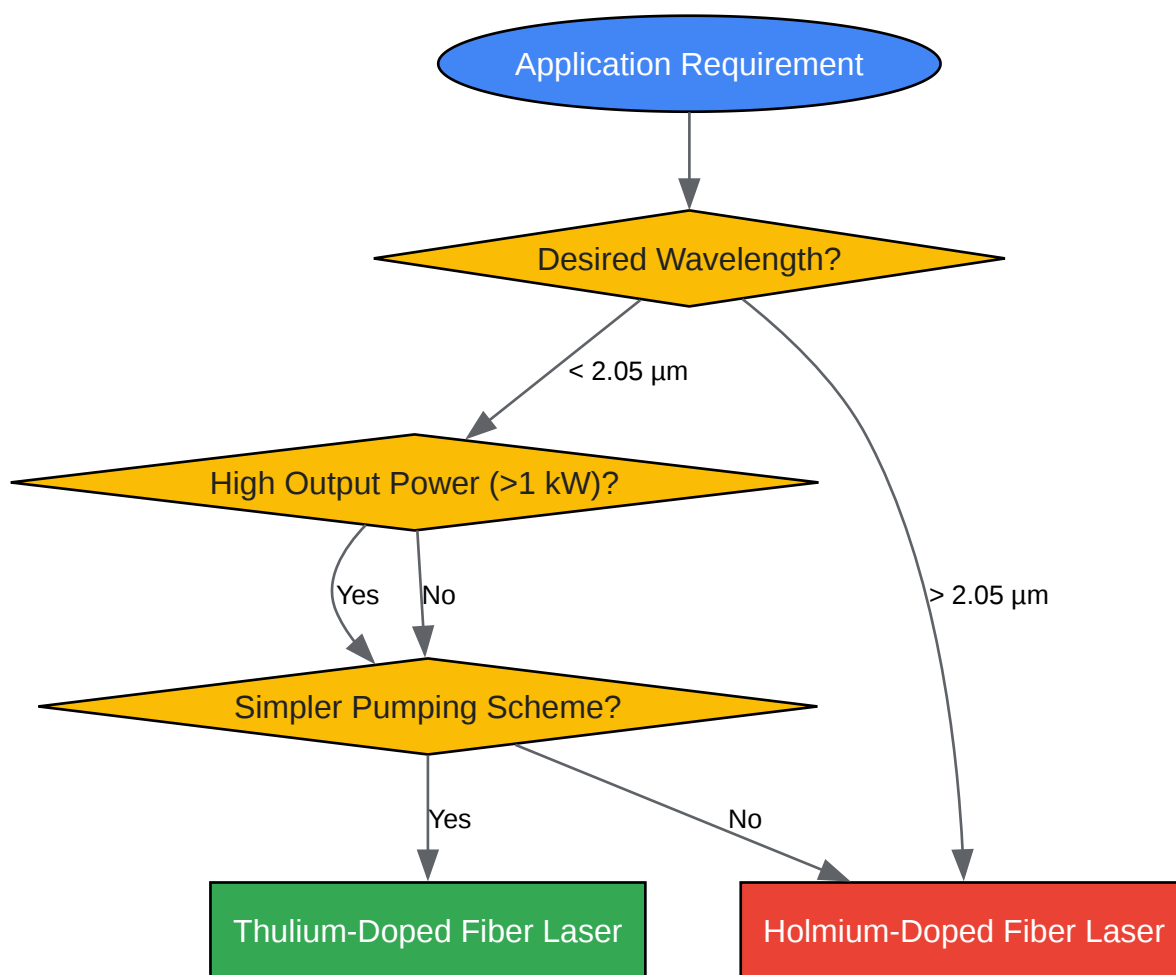 Application Requirement
Desired Wavelength?
< 2.05 µm
High Output Power (>1 kW)?
Yes
No
> 2.05 µm
Simpler Pumping Scheme?
Yes
No
Thulium-Doped Fiber Laser
Holmium-Doped Fiber Laser